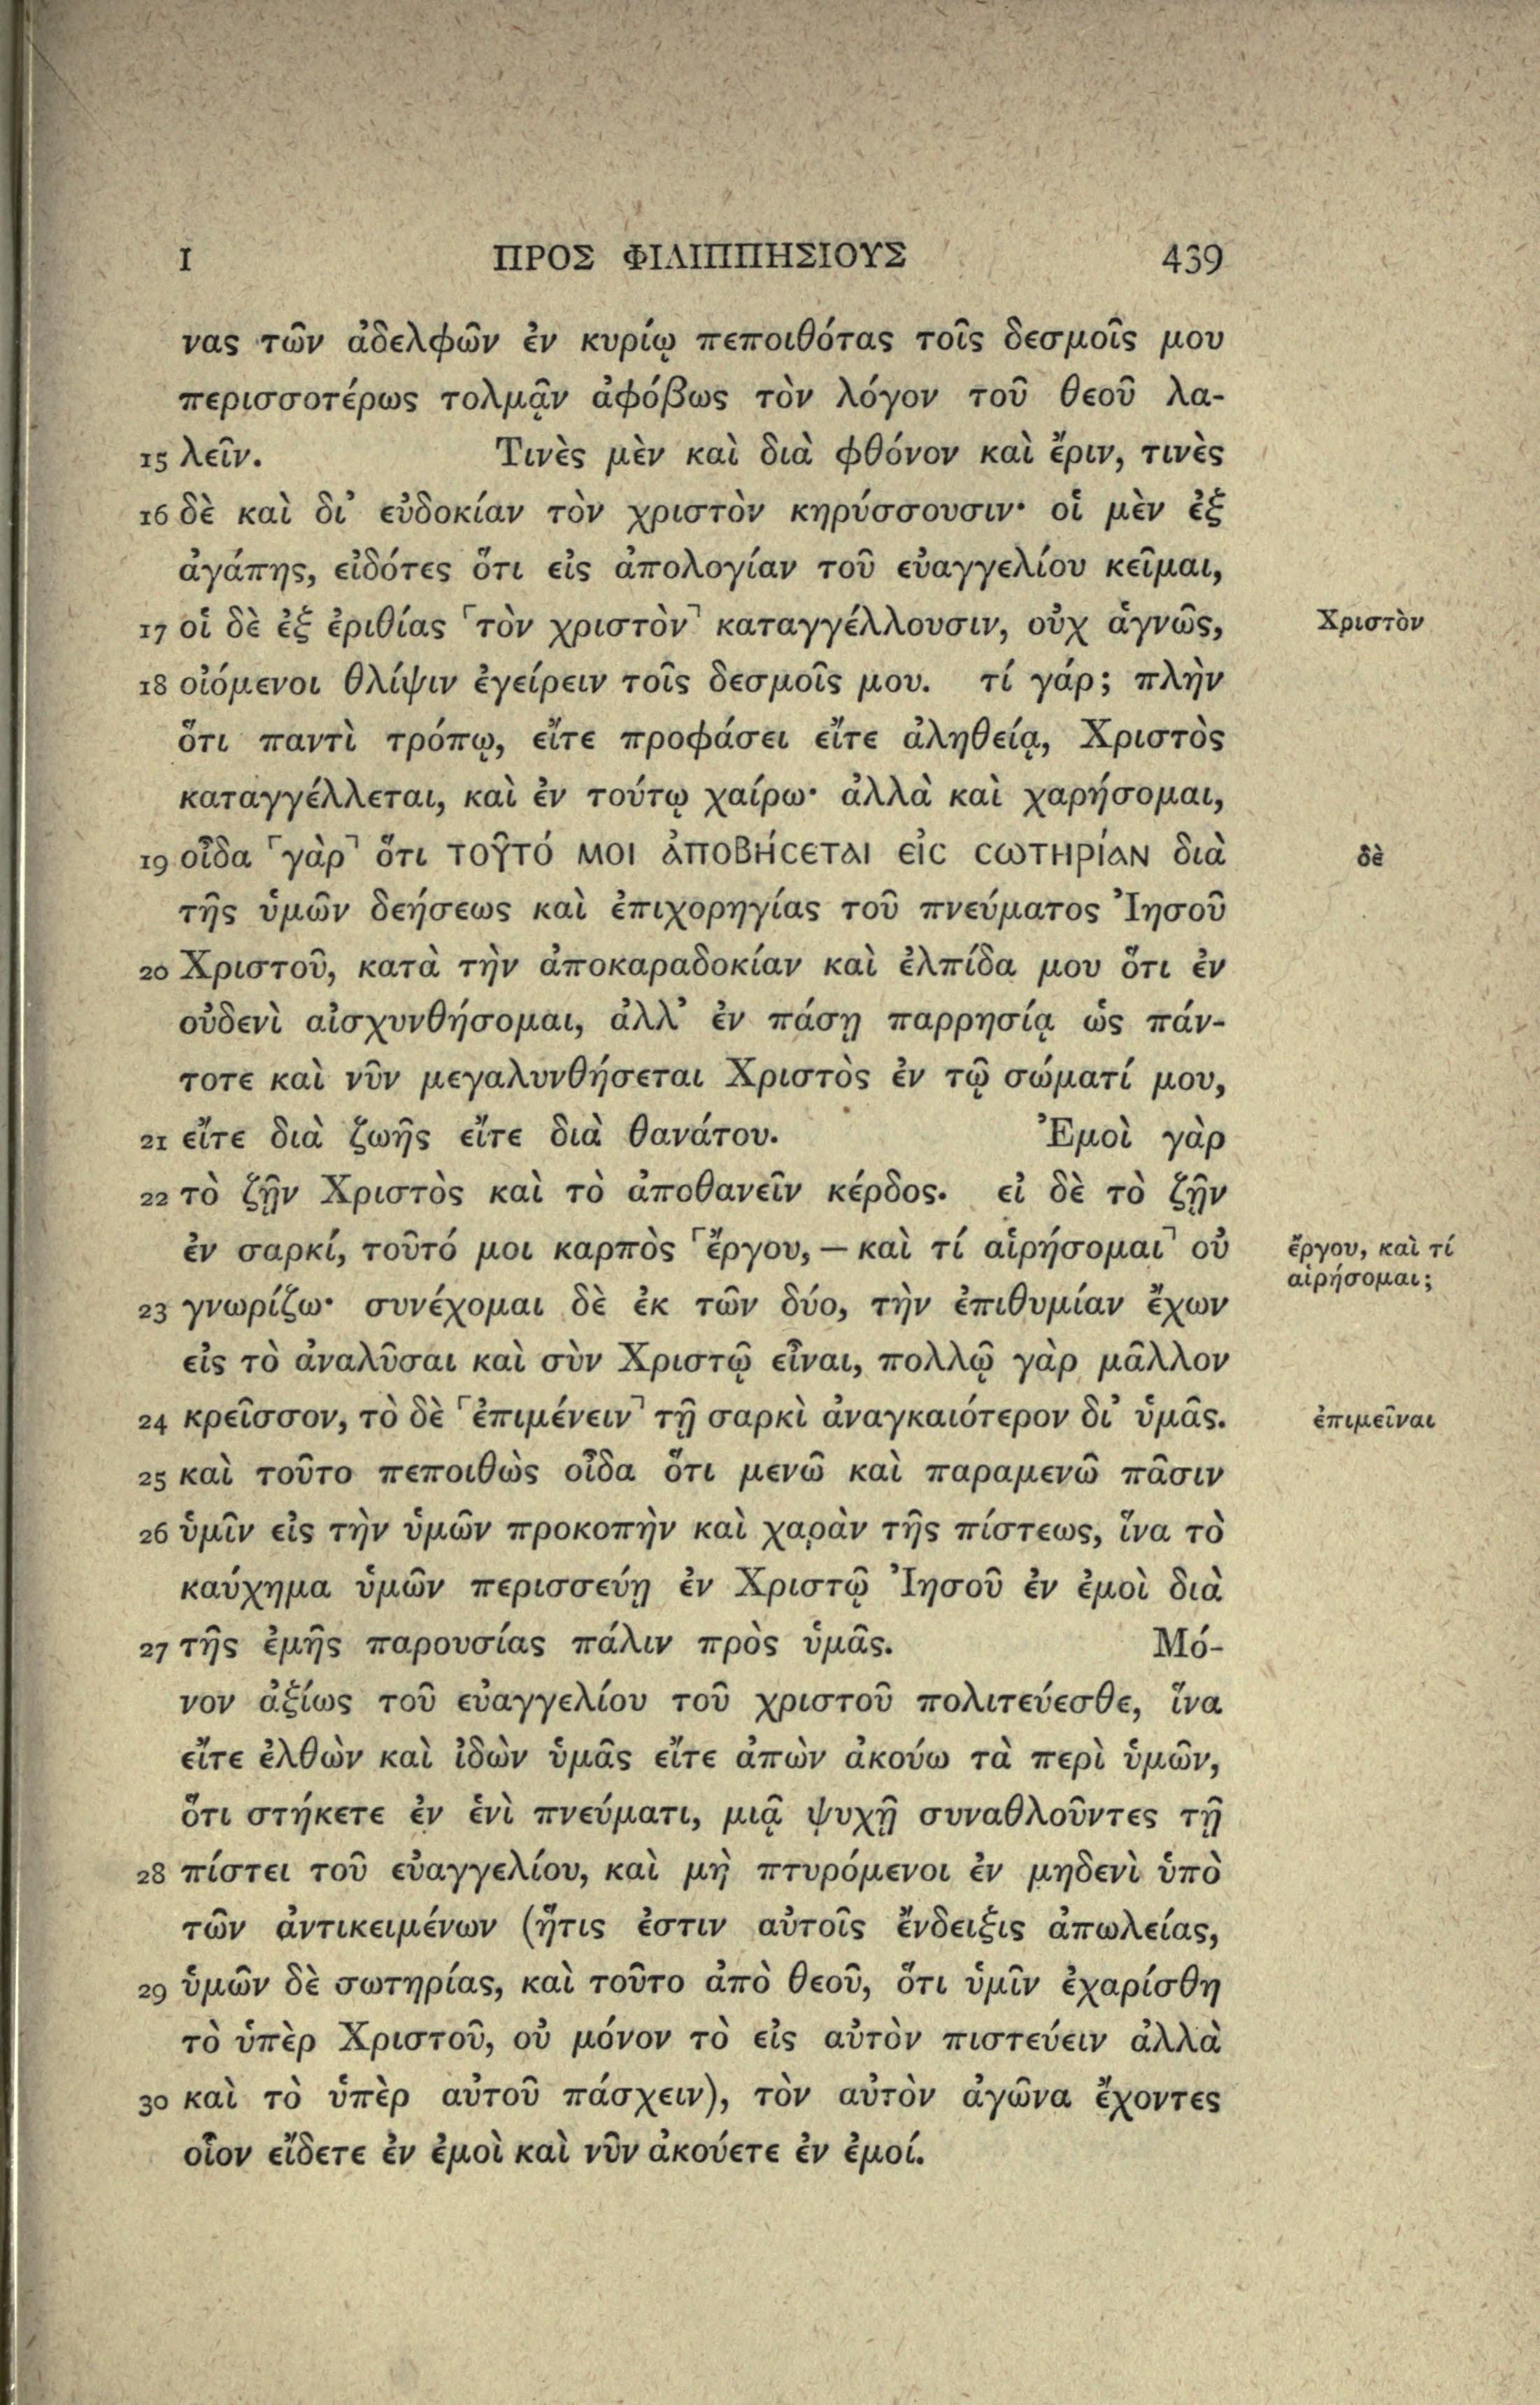 I ΠΡΟΣ ΦΙΛΙΠΠΗΣΙΟΥΣ 439
νας τῶν ἀδελφῶν ἐν κυρίῳ πεποιθότας τοῖς δεσμοῖς μου
περισσοτέρως τολμᾷν ἀφόβως τὸν λόγον τοῦ θεοῦ λα-
15 λεῖν. Τινὲς μὲν καὶ διὰ φθόνον καὶ ἔριν, τινὲς
16 δὲ καὶ δι᾽ εὐδοκίαν τὸν χριστὸν κηρύσσουσιν· οἱ μὲν ἐξ
ἀγάπης, εἰδότες ὅτι εἰς ἀπολογίαν τοῦ εὐαγγελίου κεῖμαι,
17 οἱ δὲ ἐξ ἐριθίας ⸢τὸν χριστὸν⸣ καταγγέλλουσιν, οὐχ ἁγνῶς, Χριστὸν
18 οἰόμενοι θλίψιν ἐγείρειν τοῖς δεσμοῖς μου. τί γάρ; πλὴν
ὅτι παντὶ τρόπῳ, εἴτε προφάσει εἴτε ἀληθείᾳ, Χριστὸς
καταγγέλλεται, καὶ ἐν τούτῳ χαίρω· ἀλλὰ καὶ χαρήσομαι,
19 οἶδα ⸢γὰρ⸣ ὅτι τοῦτό μοι ἀποβήσεται εἰς σωτηρίαν διὰ δὲ
τῆς ὑμῶν δεήσεως καὶ ἐπιχορηγίας τοῦ πνεύματος Ἰησοῦ
20 Χριστοῦ, κατὰ τὴν ἀποκαραδοκίαν καὶ ἐλπίδα μου ὅτι ἐν
οὐδενὶ αἰσχυνθήσομαι, ἀλλ᾽ ἐν πάσῃ παρρησίᾳ ὡς πάν-
τοτε καὶ νῦν μεγαλυνθήσεται Χριστὸς ἐν τῷ σώματί μου,
21 εἴτε διὰ ζωῆς εἴτε διὰ θανάτου. Ἐμοὶ γὰρ
22 τὸ ζῇν Χριστὸς καὶ τὸ ἀποθανεῖν κέρδος. εἰ δὲ τὸ ζῇν
ἐν σαρκί, τοῦτό μοι καρπὸς ⸢ἔργου, — καὶ τί αἱρήσομαι⸣ οὐ ἔργου, καὶ τί
αἱρήσομαι;
23 γνωρίζω· συνέχομαι δὲ ἐκ τῶν δύο, τὴν ἐπιθυμίαν ἔχων
εἰς τὸ ἀναλῦσαι καὶ σὺν Χριστῷ εἶναι, πολλῷ γὰρ μᾶλλον
24 κρεῖσσον, τὸ δὲ ⸢ἐπιμένειν⸣ τῇ σαρκὶ ἀναγκαιότερον δι᾽ ὑμᾶς. ἐπιμεῖναι
25 καὶ τοῦτο πεποιθὼς οἶδα ὅτι μενῶ καὶ παραμενῶ πᾶσιν
26 ὑμῖν εἰς τὴν ὑμῶν προκοπὴν καὶ χαρὰν τῆς πίστεως, ἵνα τὸ
καύχημα ὑμῶν περισσεύῃ ἐν Χριστῷ Ἰησοῦ ἐν ἐμοὶ διὰ
27 τῆς ἐμῆς παρουσίας πάλιν πρὸς ὑμᾶς. Μό-
νον ἀξίως τοῦ εὐαγγελίου τοῦ χριστοῦ πολιτεύεσθε, ἵνα
εἴτε ἐλθὼν καὶ ἰδὼν ὑμᾶς εἴτε ἀπὼν ἀκούω τὰ περὶ ὑμῶν,
ὅτι στήκετε ἐν ἑνὶ πνεύματι, μιᾷ ψυχῇ συναθλοῦντες τῇ
28 πίστει τοῦ εὐαγγελίου, καὶ μὴ πτυρόμενοι ἐν μηδενὶ ὑπὸ
τῶν ἀντικειμένων (ἥτις ἐστὶν αὐτοῖς ἔνδειξις ἀπωλείας,
29 ὑμῶν δὲ σωτηρίας, καὶ τοῦτο ἀπὸ θεοῦ, ὅτι ὑμῖν ἐχαρίσθη
τὸ ὑπὲρ Χριστοῦ, οὐ μόνον τὸ εἰς αὐτὸν πιστεύειν ἀλλὰ
30 καὶ τὸ ὑπὲρ αὐτοῦ πάσχειν), τὸν αὐτὸν ἀγῶνα ἔχοντες
οἷον εἴδετε ἐν ἐμοὶ καὶ νῦν ἀκούετε ἐν ἐμοί.